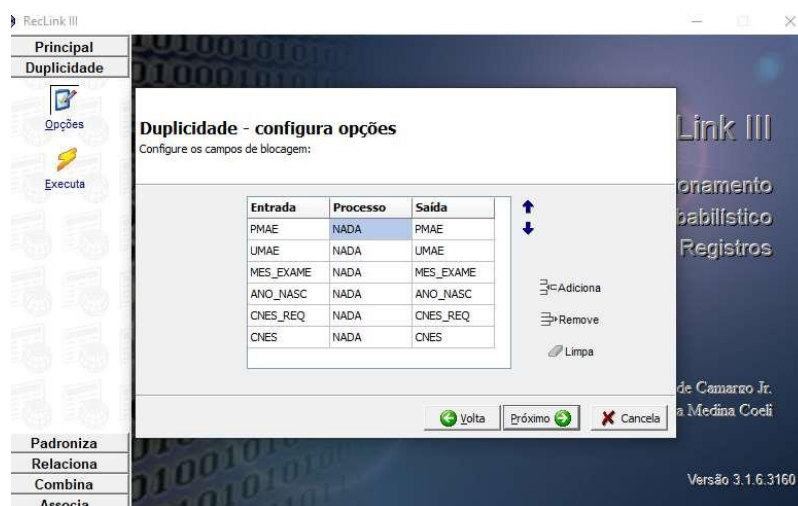 RecLink III
Principal
Duplicidade
Opções
Executa
Duplicidade - configura opções
Configure os campos de blocagem:
Entrada Processo Saída
PMAE NADA PMAE
UMAE NADA UMAE
MES_EXAME NADA MES_EXAME
ANO_NASC NADA ANO_NASC
CNES_REQ NADA CNES_REQ
CNES NADA CNES
Adiciona
Remove
Limpa
Volta Próximo Cancela
Link III
onamento
babilístico
Registros
de Camargo Jr.
a Medina Coeli
Versão 3.1.6.3160
Padroniza
Relaciona
Combina
Associa